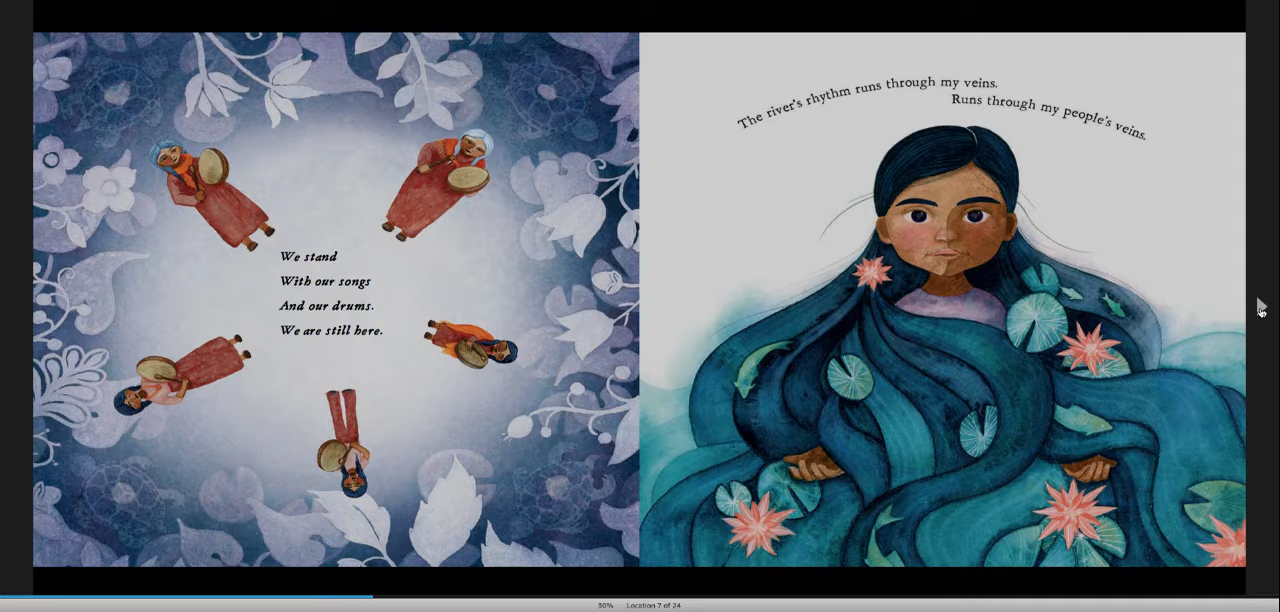 We stand
With our songs
And our drums.
We are still here.
The river's rhythm runs through my veins.
Runs through my people's veins.
30% Location 7 of 24